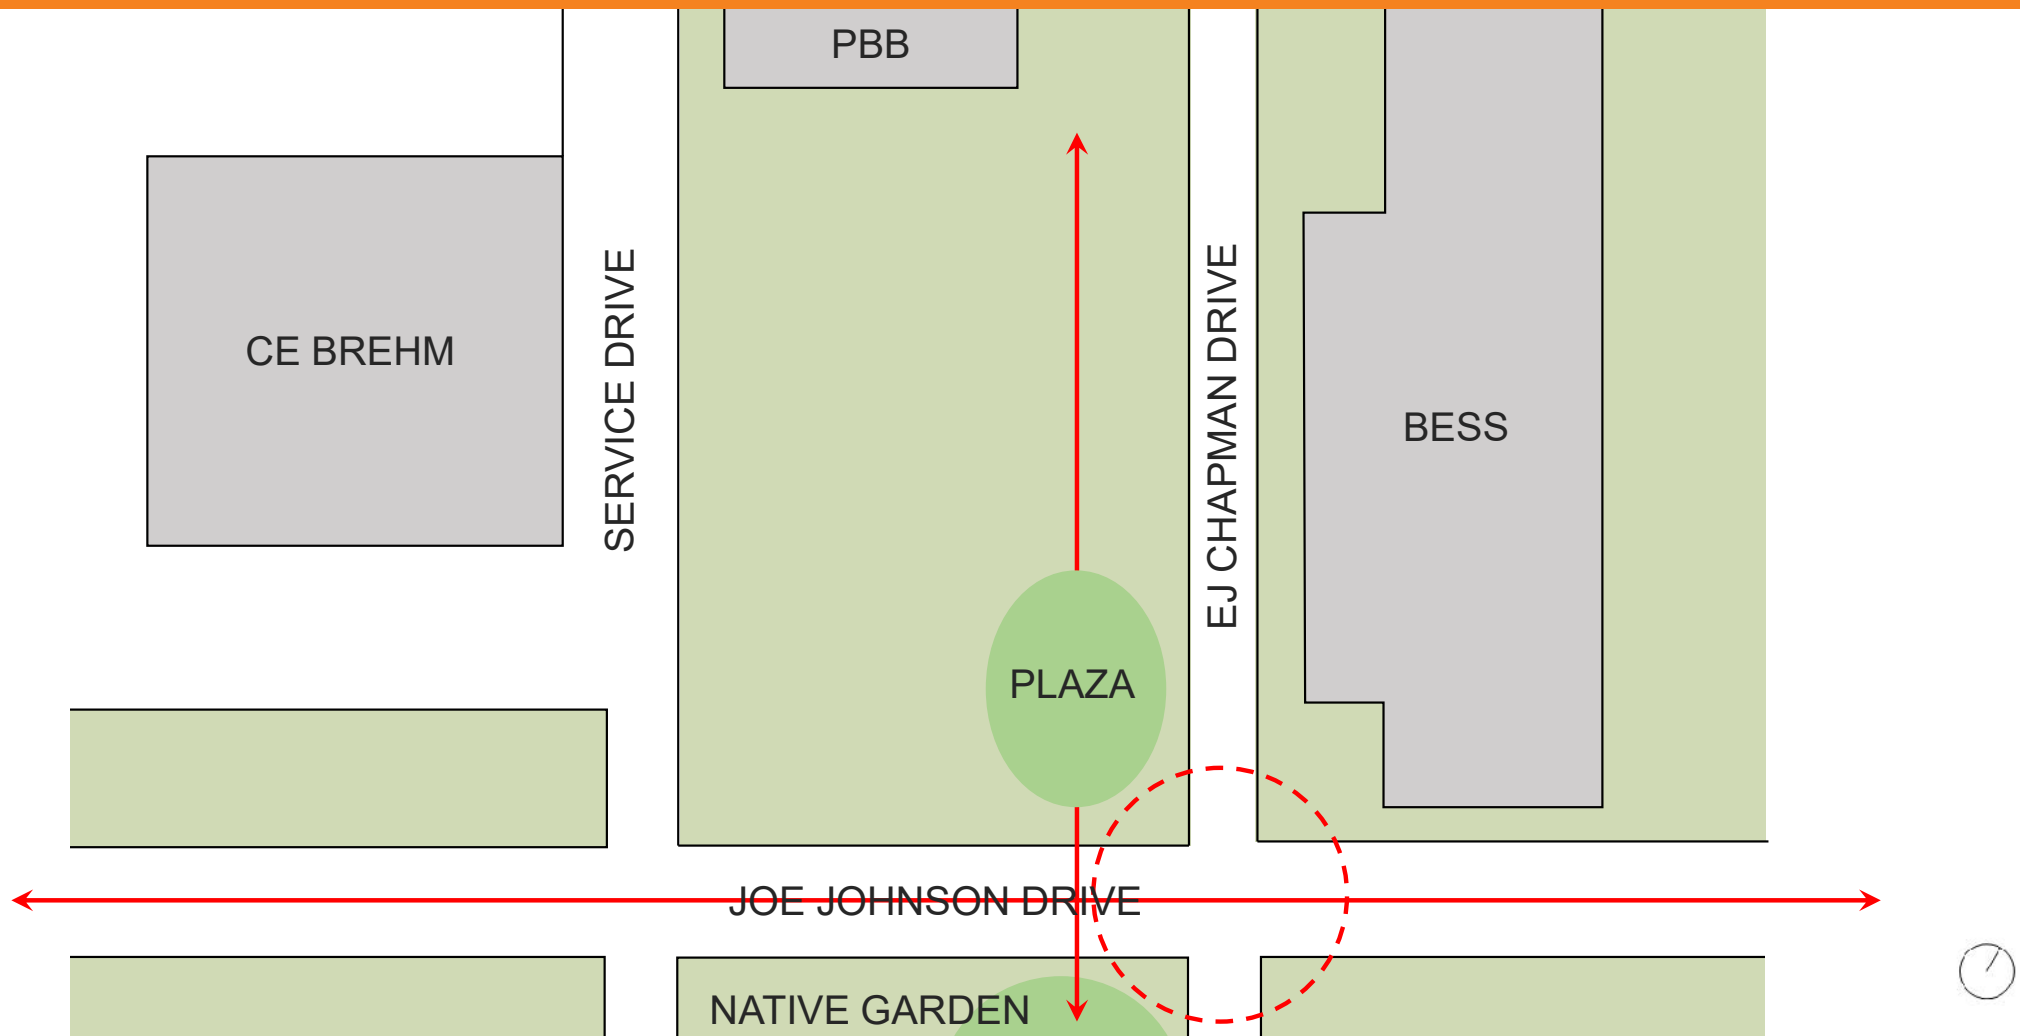 PBB
CE BREHM
SERVICE DRIVE
EJ CHAPMAN DRIVE
BESS
PLAZA
JOE JOHNSON DRIVE
NATIVE GARDEN